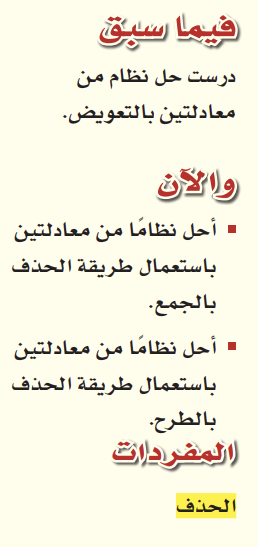 فيما سبق
درست حل نظام من
معادلتين بالتعويض.
والآن
▪ أحل نظامًا من معادلتين
باستعمال طريقة الحذف
بالجمع.
▪ أحل نظامًا من معادلتين
باستعمال طريقة الحذف
بالطرح.
المفردات
الحذف